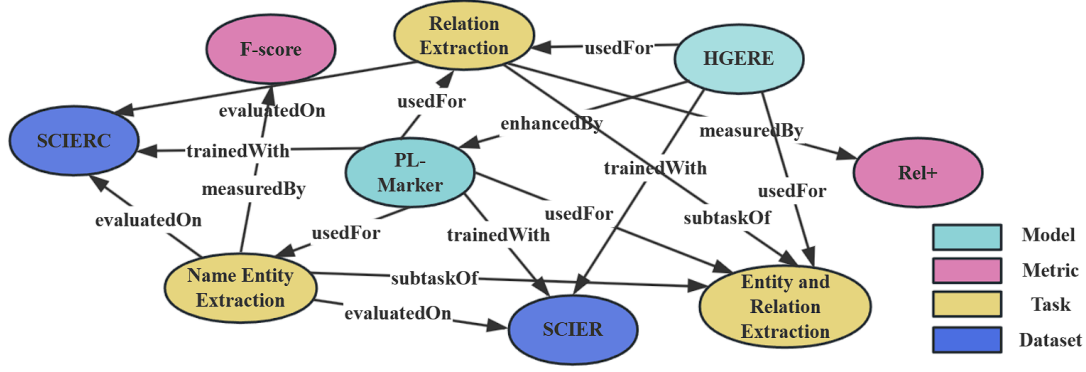 Relation
Extraction
F-score
usedFor
HGERE
evaluatedOn
usedFor
enhancedBy
measuredBy
SCIERC
trainedWith
PL-
Marker
trainedWith
Rel+
measuredBy
usedFor
evaluatedOn
usedFor
usedFor
subtaskOf
trainedWith
Model
Name Entity
Extraction
subtaskOf
Entity and
Relation
Extraction
Metric
evaluatedOn
SCIER
Task
Dataset